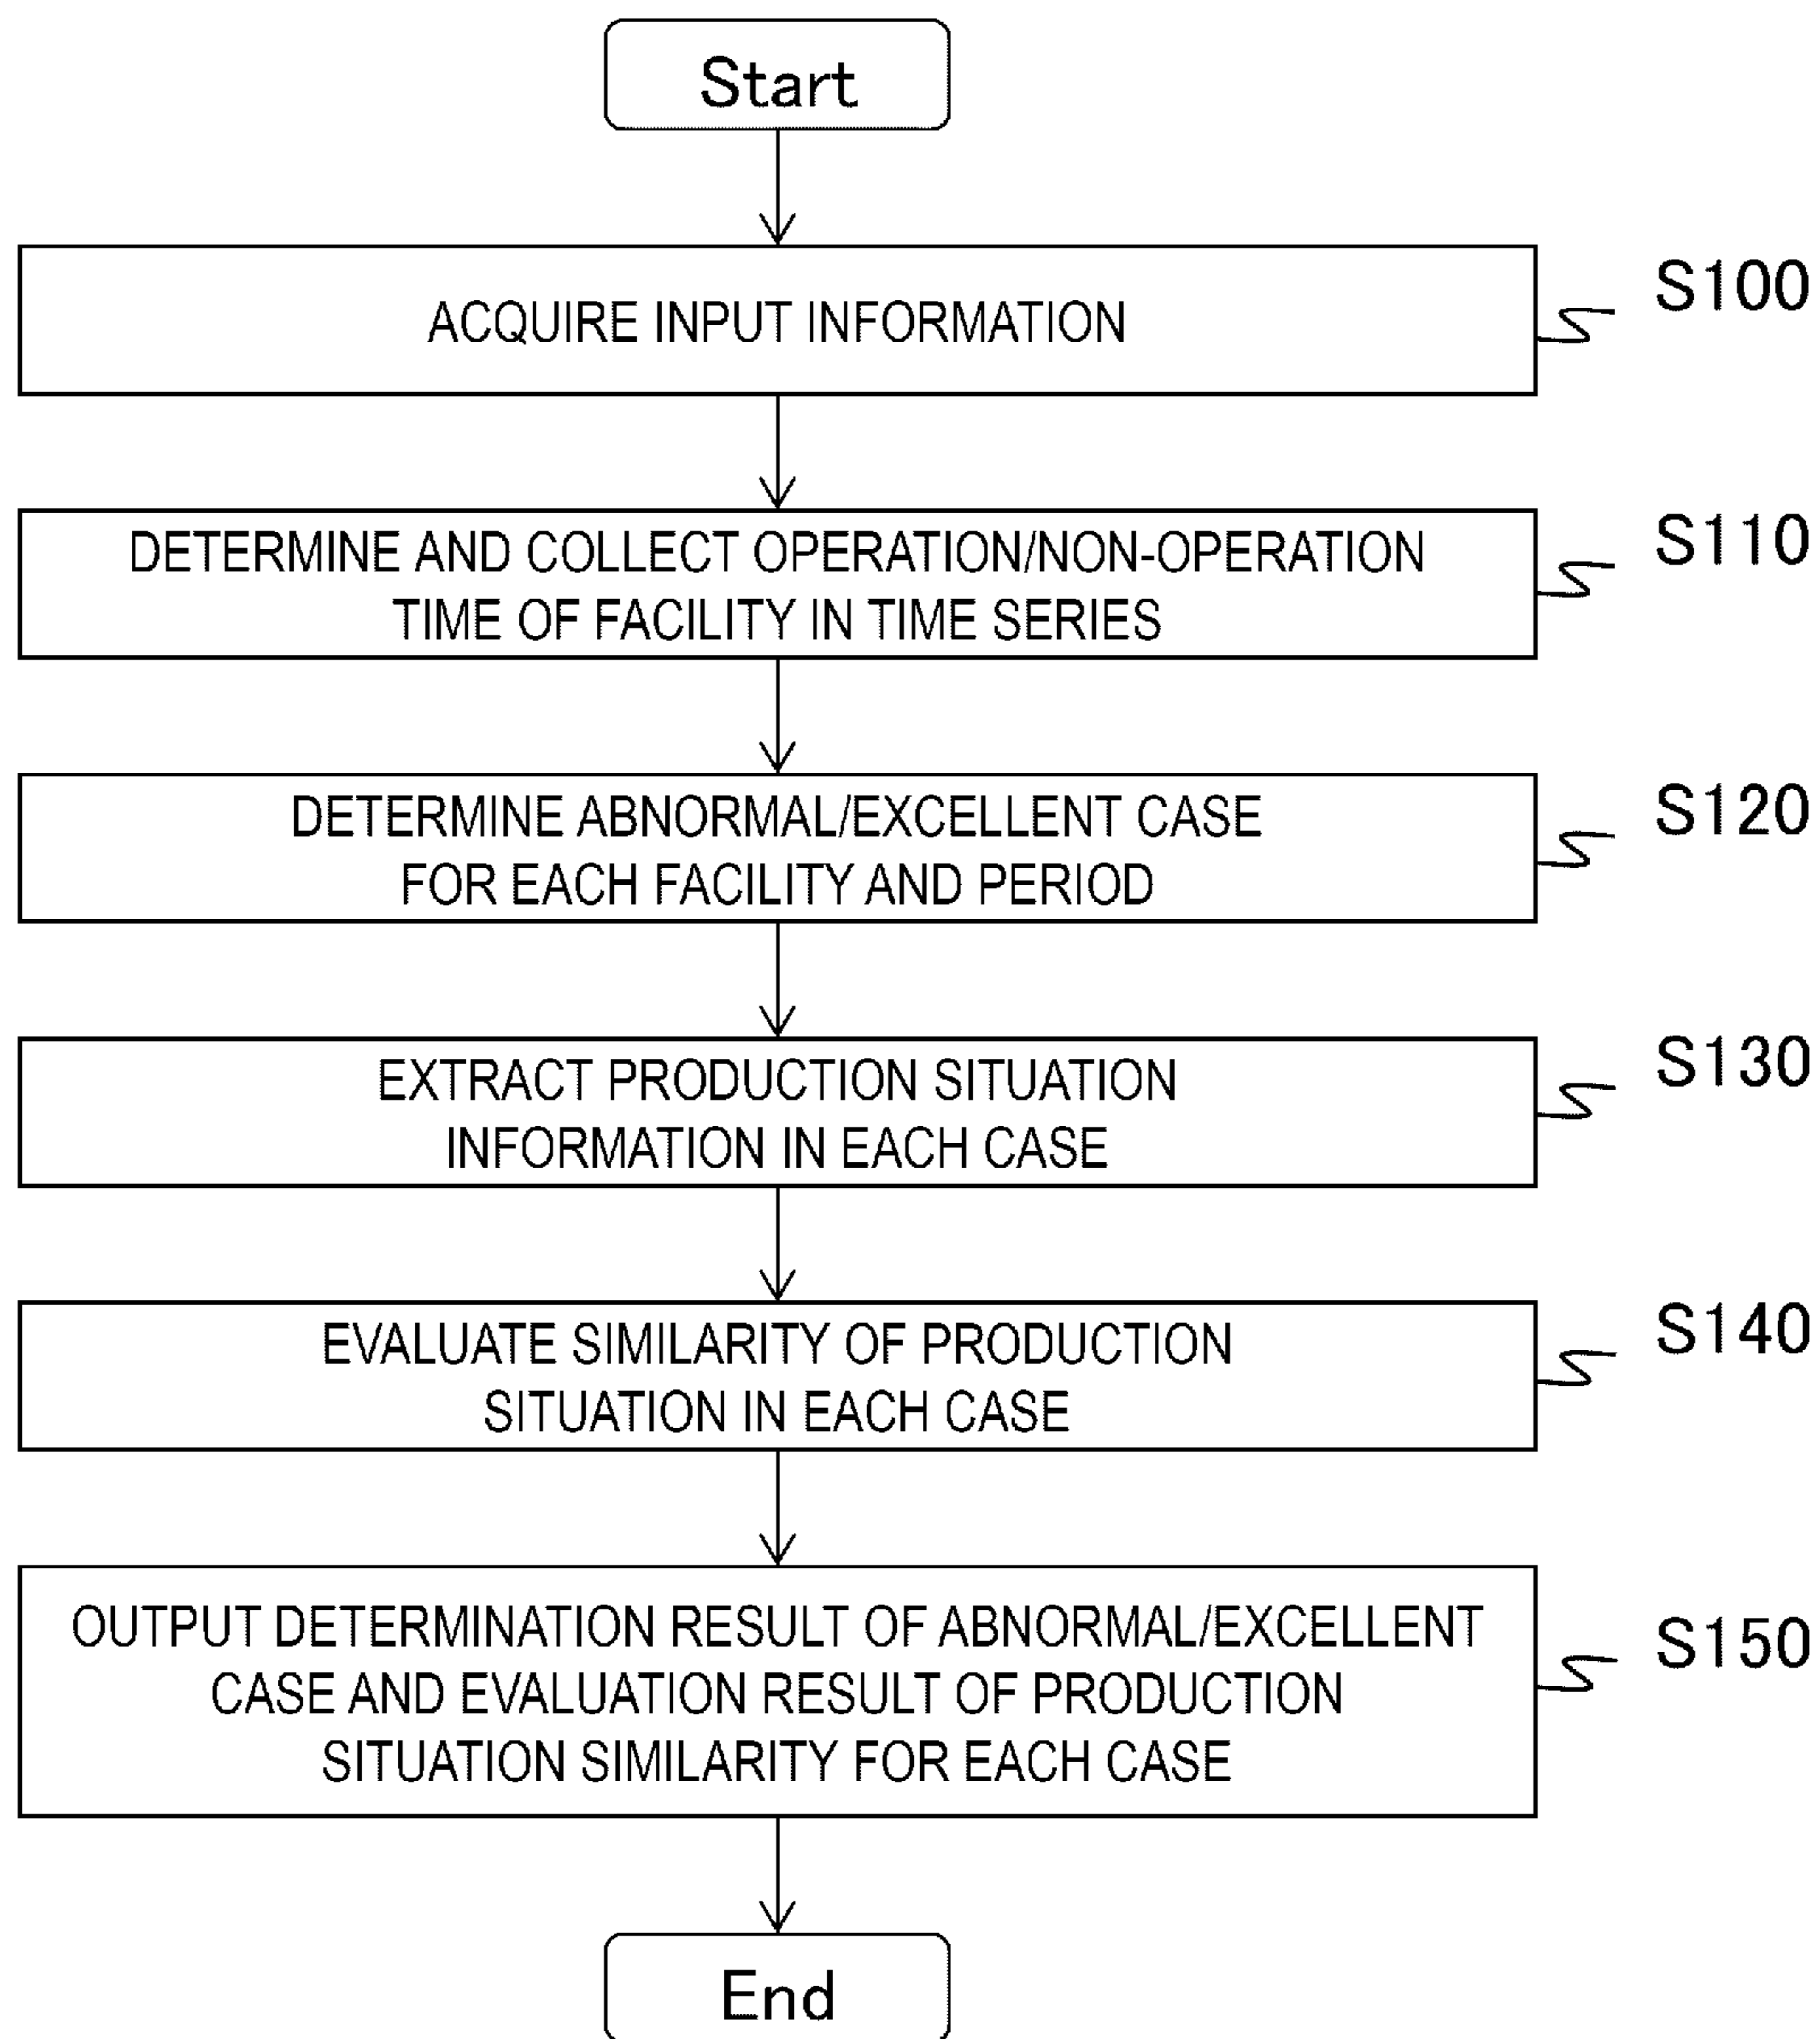 Start
ACQUIRE INPUT INFORMATION
S100
DETERMINE AND COLLECT OPERATION/NON-OPERATION
TIME OF FACILITY IN TIME SERIES
S110
DETERMINE ABNORMAL/EXCELLENT CASE
FOR EACH FACILITY AND PERIOD
S120
EXTRACT PRODUCTION SITUATION
INFORMATION IN EACH CASE
S130
EVALUATE SIMILARITY OF PRODUCTION
SITUATION IN EACH CASE
S140
OUTPUT DETERMINATION RESULT OF ABNORMAL/EXCELLENT
CASE AND EVALUATION RESULT OF PRODUCTION
SITUATION SIMILARITY FOR EACH CASE
S150
End